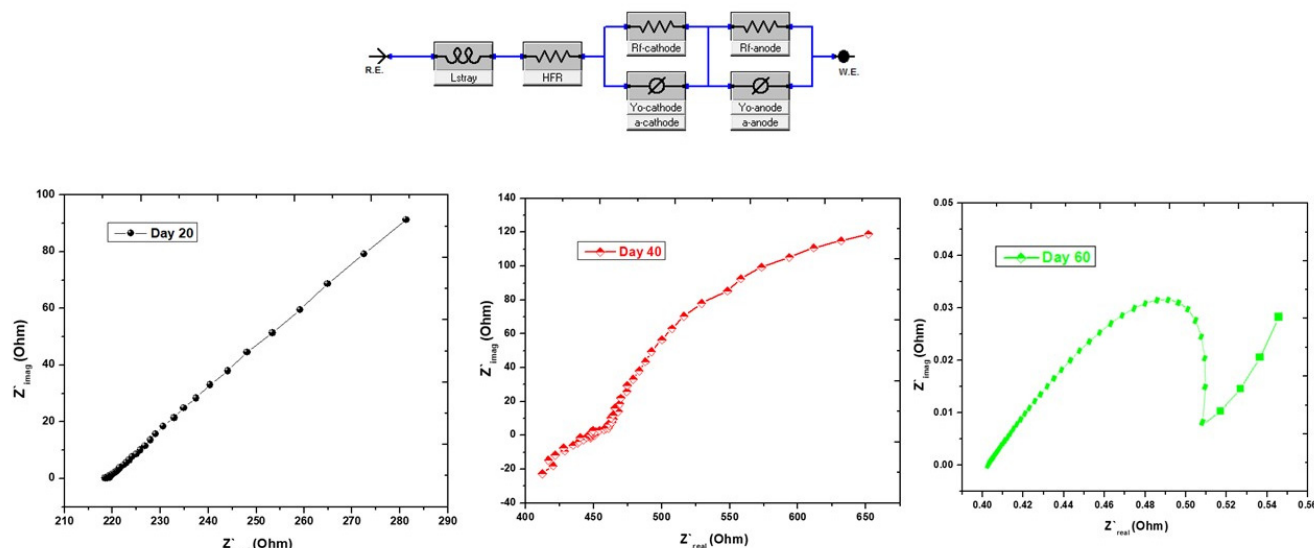 Rf-cathode
Rf-anode
R.E.
Lstray
HFR
W.E.
Yo-cathode
a-cathode
Yo-anode
a-anode
Day 20
Z`imag(Ohm)
100
80
60
40
20
0
210 220 230 240 250 260 270 280 290
Z` (Ohm)
Day 40
Z`imag(Ohm)
140
120
100
80
60
40
20
0
-20
-40
400 450 500 550 600 650
Z`real(Ohm)
Day 60
Z`imag(Ohm)
0.05
0.04
0.03
0.02
0.01
0.00
0.40 0.42 0.44 0.46 0.48 0.50 0.52 0.54 0.56
Z`real(Ohm)